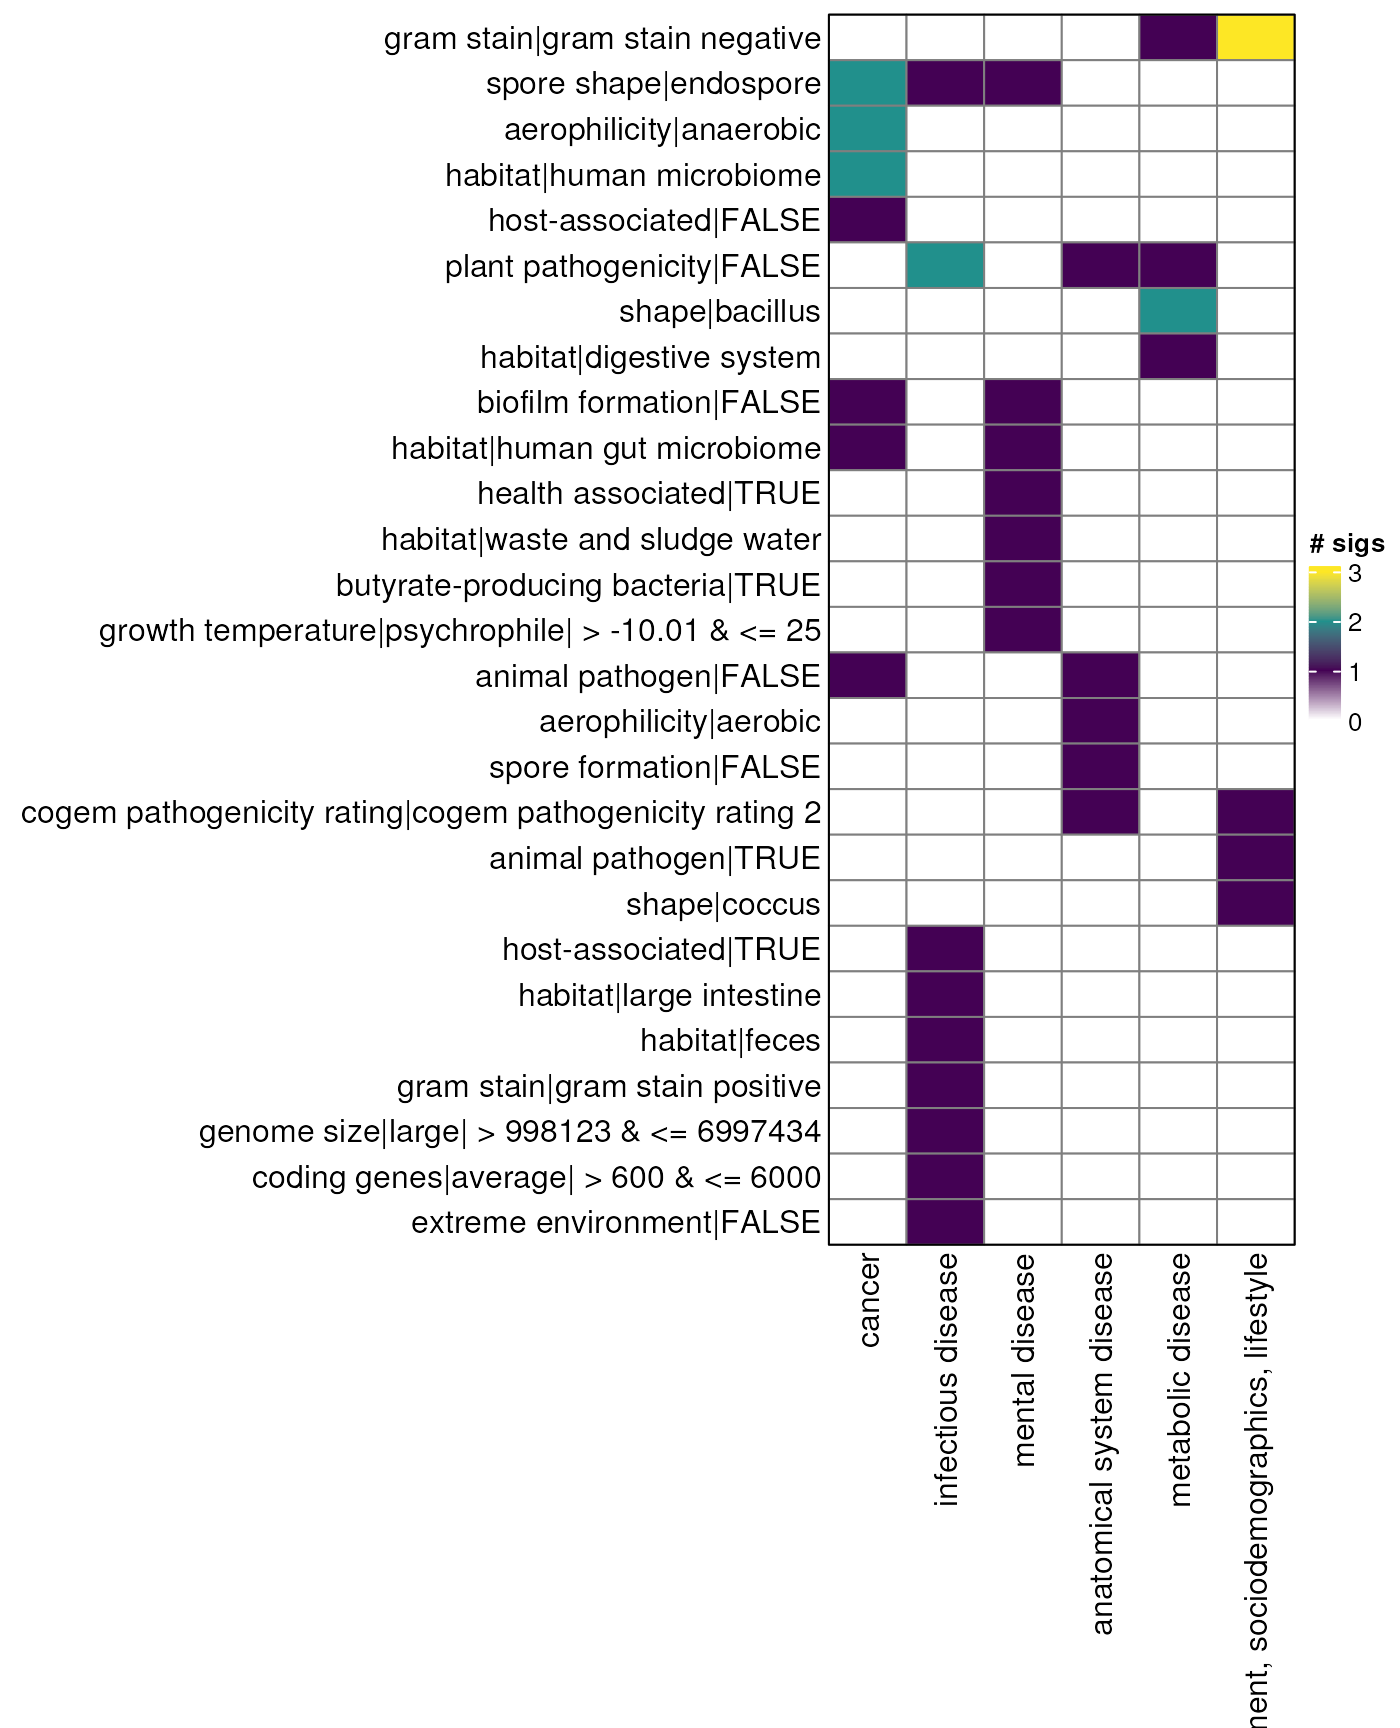 gram stain|gram stain negative
spore shape|endospore
aerophilicity|anaerobic
habitat|human microbiome
host-associated|FALSE
plant pathogenicity|FALSE
shape|bacillus
habitat|digestive system
biofilm formation|FALSE
habitat|human gut microbiome
health associated|TRUE
habitat|waste and sludge water
butyrate-producing bacteria|TRUE
growth temperature|psychrophile| > -10.01 & <= 25
animal pathogen|FALSE
aerophilicity|aerobic
spore formation|FALSE
cogem pathogenicity rating|cogem pathogenicity rating 2
animal pathogen|TRUE
shape|coccus
host-associated|TRUE
habitat|large intestine
habitat|feces
gram stain|gram stain positive
genome size|large| > 998123 & <= 6997434
coding genes|average| > 600 & <= 6000
extreme environment|FALSE
# sigs
3
2
1
0
cancer
infectious disease
mental disease
anatomical system disease
metabolic disease
sociodemographics, lifestyle